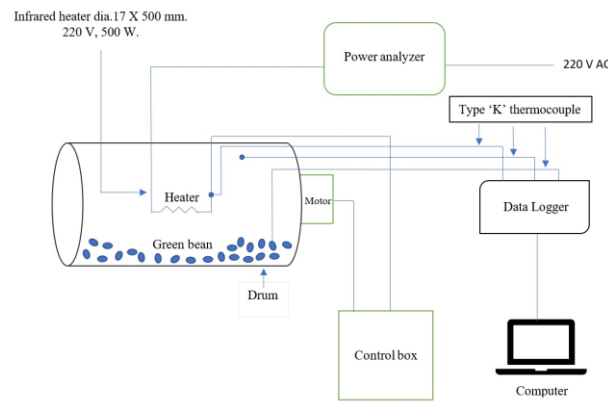 Infrared heater dia.17 X 500 mm.
220 V, 500 W.
Power analyzer
220 V AC
Type ‘K’ thermocouple
Heater
Motor
Data Logger
Green bean
Drum
Control box
Computer